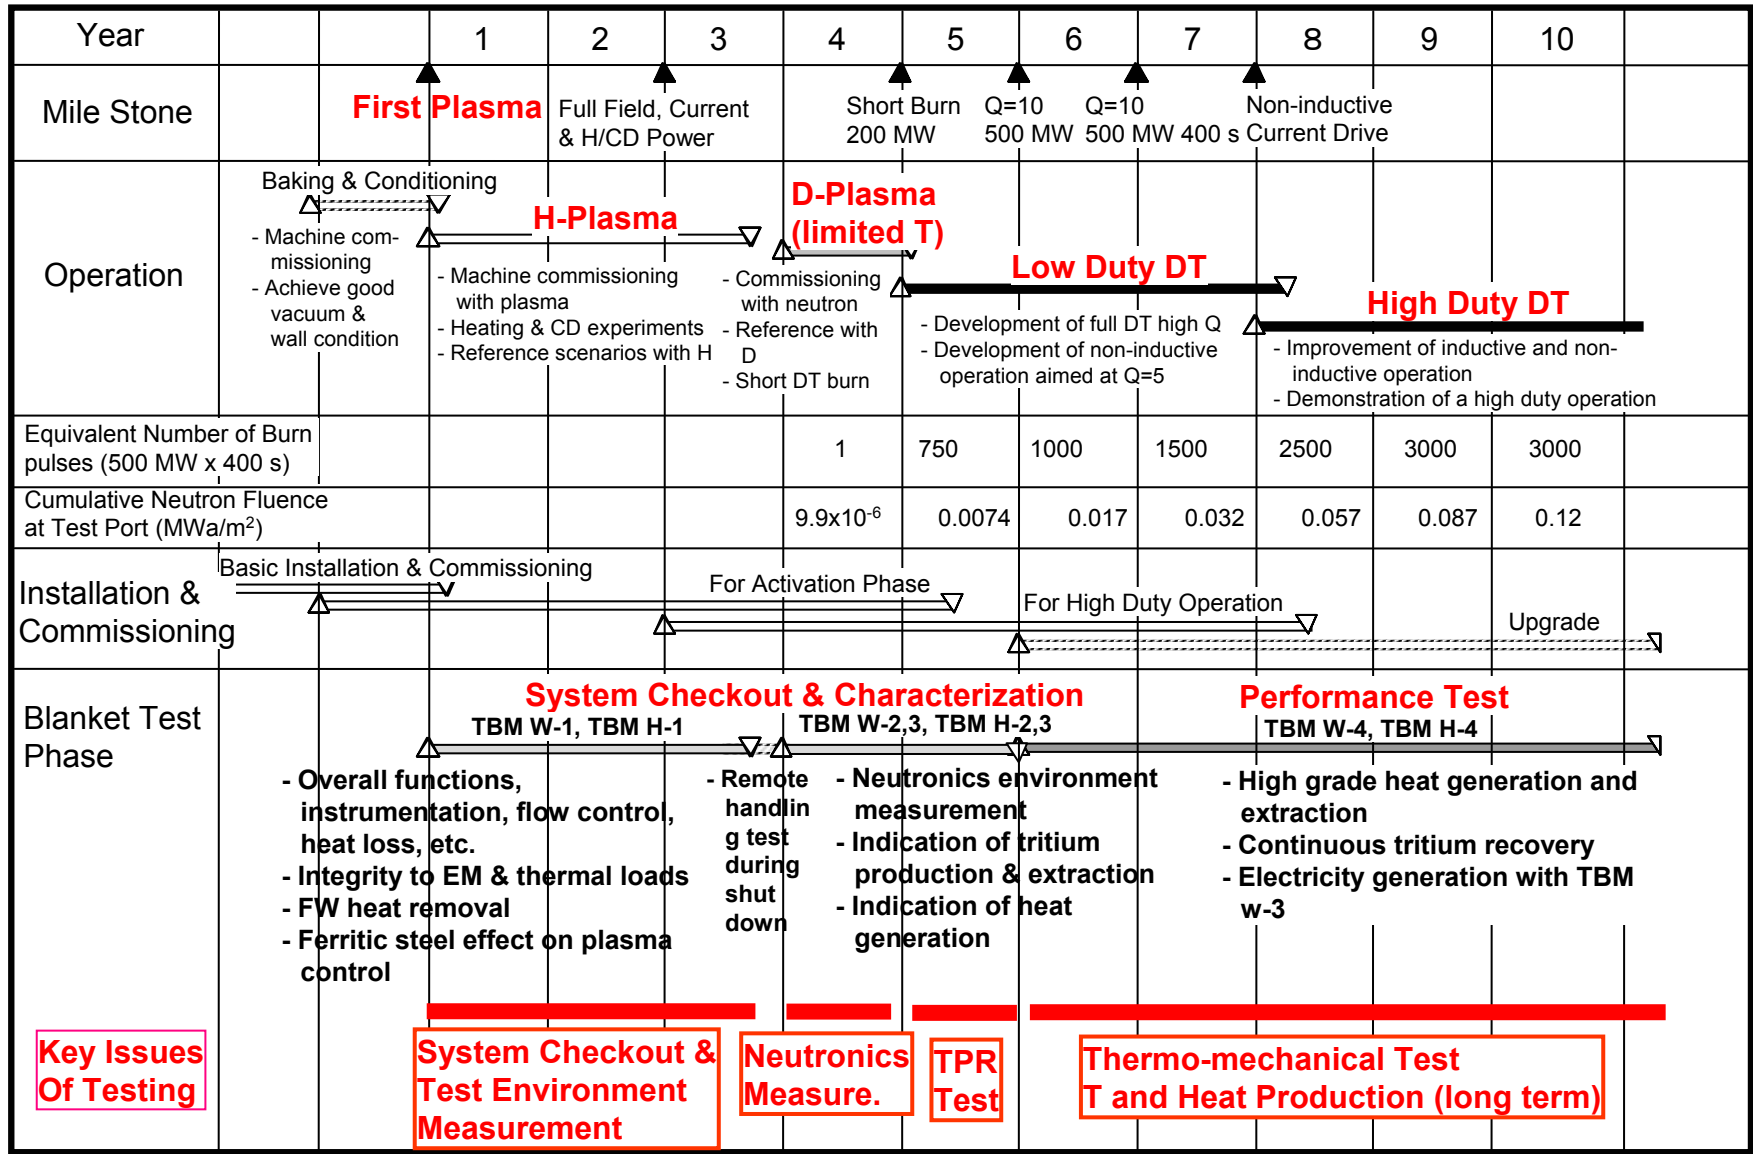 Year 1 2 3 4 5 6 7 8 9 10
Mile Stone
First Plasma
Full Field, Current
& H/CD Power
Short Burn
200 MW
Q=10
500 MW
Q=10
500 MW 400 s
Non-inductive
Current Drive
Operation
Baking & Conditioning
- Machine com-
missioning
- Achieve good
vacuum &
wall condition
H-Plasma
- Machine commissioning
with plasma
- Heating & CD experiments
- Reference scenarios with H
D-Plasma
(limited T)
- Commissioning
with neutron
- Reference with
D
- Short DT burn
Low Duty DT
- Development of full DT high Q
- Development of non-inductive
operation aimed at Q=5
High Duty DT
- Improvement of inductive and non-
inductive operation
- Demonstration of a high duty operation
Equivalent Number of Burn
pulses (500 MW x 400 s)
1 750 1000 1500 2500 3000 3000
Cumulative Neutron Fluence
at Test Port (MWa/m²)
9.9x10⁻⁶ 0.0074 0.017 0.032 0.057 0.087 0.12
Installation &
Commissioning
Basic Installation & Commissioning
For Activation Phase
For High Duty Operation
Upgrade
Blanket Test
Phase
System Checkout & Characterization
TBM W-1, TBM H-1
TBM W-2,3, TBM H-2,3
Performance Test
TBM W-4, TBM H-4
- Overall functions,
instrumentation, flow control,
heat loss, etc.
- Integrity to EM & thermal loads
- FW heat removal
- Ferritic steel effect on plasma
control
- Remote
handlin
g test
during
shut
down
- Neutronics environment
measurement
- Indication of tritium
production & extraction
- Indication of heat
generation
- High grade heat generation and
extraction
- Continuous tritium recovery
- Electricity generation with TBM
w-3
Key Issues
Of Testing
System Checkout &
Test Environment
Measurement
Neutronics
Measure.
TPR
Test
Thermo-mechanical Test
T and Heat Production (long term)